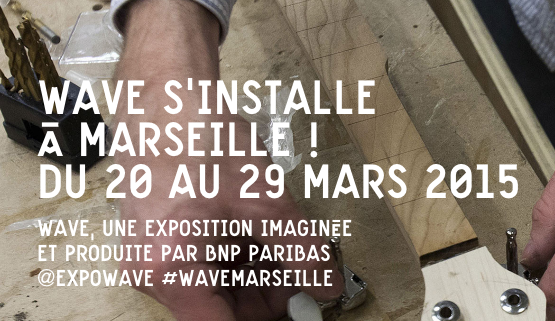 WAVE S'INSTALLE
À MARSEILLE !
DU 20 AU 29 MARS 2015
WAVE, UNE EXPOSITION IMAGINÉE
ET PRODUITE PAR BNP PARIBAS
@EXPOWAVE #WAVEMARSEILLE